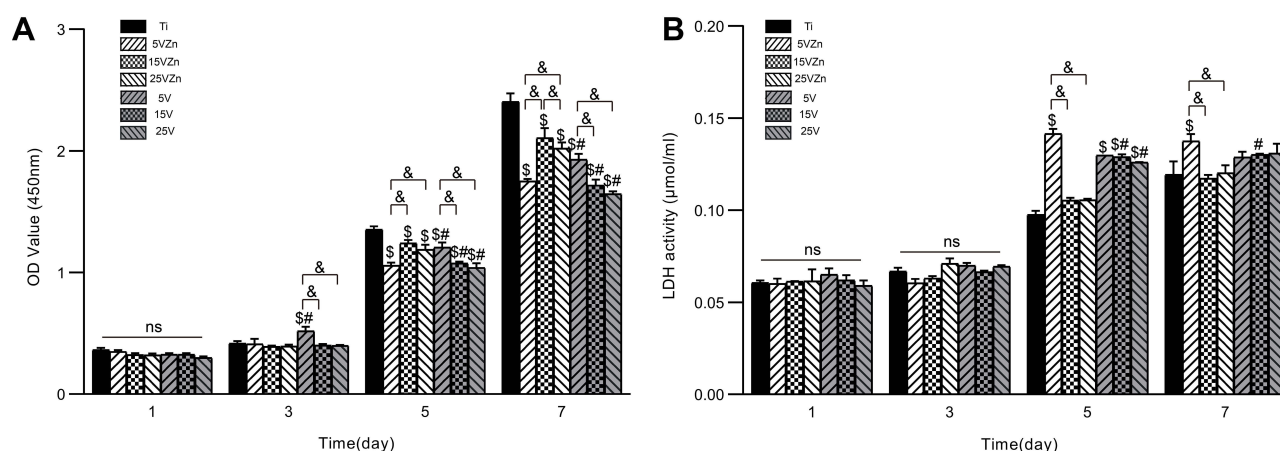 A
OD Value (450nm)
3
2
1
0
Ti
5VZn
15VZn
25VZn
5V
15V
25V
ns
$#
&
&
$
$
$
$#
$#
$#
&
&
&
&
$
$
$
$#
$#
$#
&
&
&
&
&
1
3
5
7
Time(day)
B
LDH activity (μmol/ml)
0.20
0.15
0.10
0.05
0.00
Ti
5VZn
15VZn
25VZn
5V
15V
25V
ns
ns
$
&
&
$
$#
$#
$
&
&
#
1
3
5
7
Time(day)